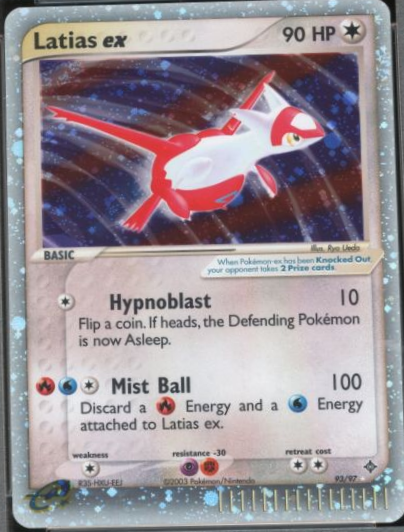 Latias ex 90 HP
Illus. Ryo Ueda
BASIC
When Pokémon-ex has been Knocked Out
your opponent takes 2 Prize cards.
Hypnoblast 10
Flip a coin. If heads, the Defending Pokémon
is now Asleep.
Mist Ball 100
Discard a Energy and a Energy
attached to Latias ex.
weakness resistance -30 retreat cost
©2003 Pokémon/Nintendo 93/97